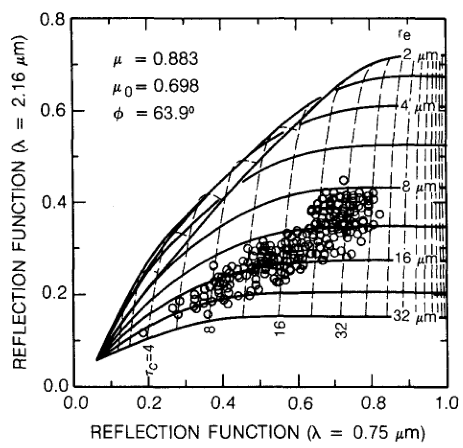 0.8
0.6
0.4
0.2
0.0
REFLECTION FUNCTION (λ = 2.16 μm)
μ = 0.883
μ0 = 0.698
ϕ = 63.9º
re
2 μm
4 μm
8 μm
16 μm
32 μm
τc=4
8
16
32
0.0 0.2 0.4 0.6 0.8 1.0
REFLECTION FUNCTION (λ = 0.75 μm)